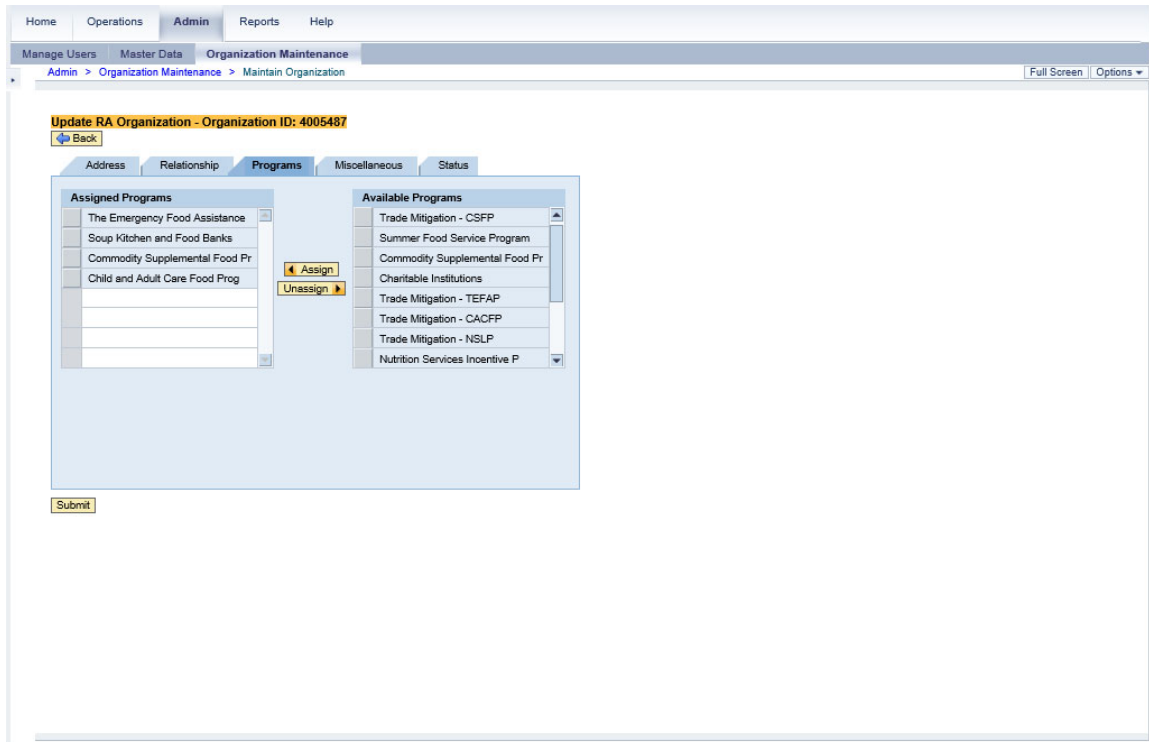 Home Operations Admin Reports Help
Manage Users Master Data Organization Maintenance
Admin > Organization Maintenance > Maintain Organization Full Screen Options
Update RA Organization - Organization ID: 4005487
Back
Address Relationship Programs Miscellaneous Status
Assigned Programs
The Emergency Food Assistance
Soup Kitchen and Food Banks
Commodity Supplemental Food Pr
Child and Adult Care Food Prog
Assign
Unassign
Available Programs
Trade Mitigation - CSFP
Summer Food Service Program
Commodity Supplemental Food Pr
Charitable Institutions
Trade Mitigation - TEFAP
Trade Mitigation - CACFP
Trade Mitigation - NSLP
Nutrition Services Incentive P
Submit